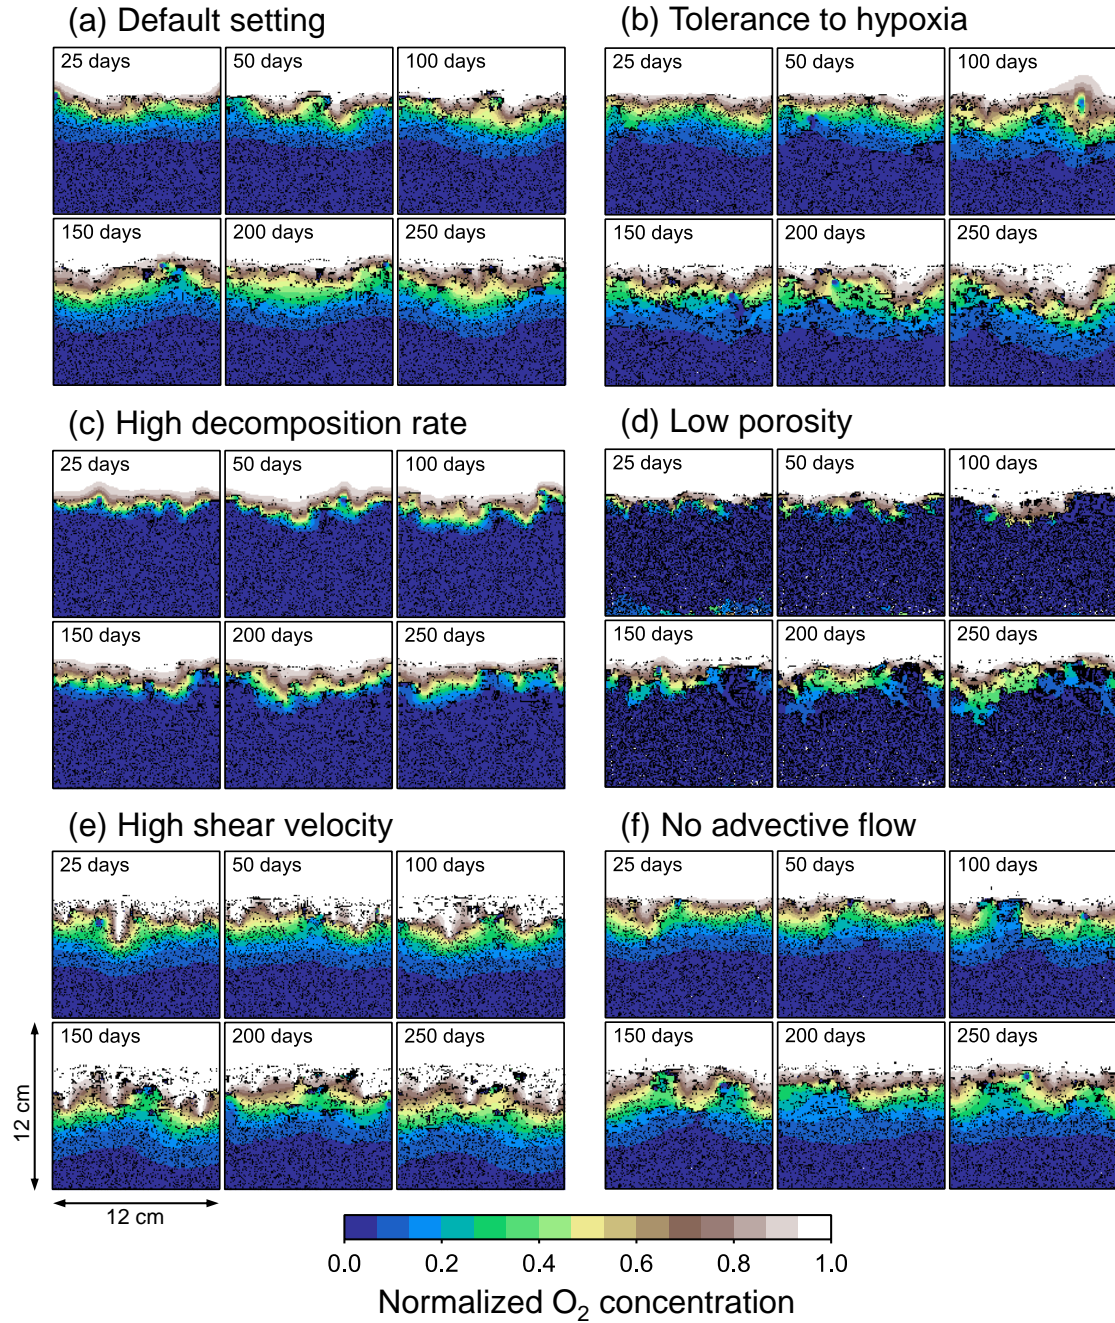 (a) Default setting
25 days
50 days
100 days
150 days
200 days
250 days
(b) Tolerance to hypoxia
25 days
50 days
100 days
150 days
200 days
250 days
(c) High decomposition rate
25 days
50 days
100 days
150 days
200 days
250 days
(d) Low porosity
25 days
50 days
100 days
150 days
200 days
250 days
(e) High shear velocity
25 days
50 days
100 days
150 days
200 days
250 days
12 cm
12 cm
(f) No advective flow
25 days
50 days
100 days
150 days
200 days
250 days
0.0 0.2 0.4 0.6 0.8 1.0
Normalized O₂ concentration